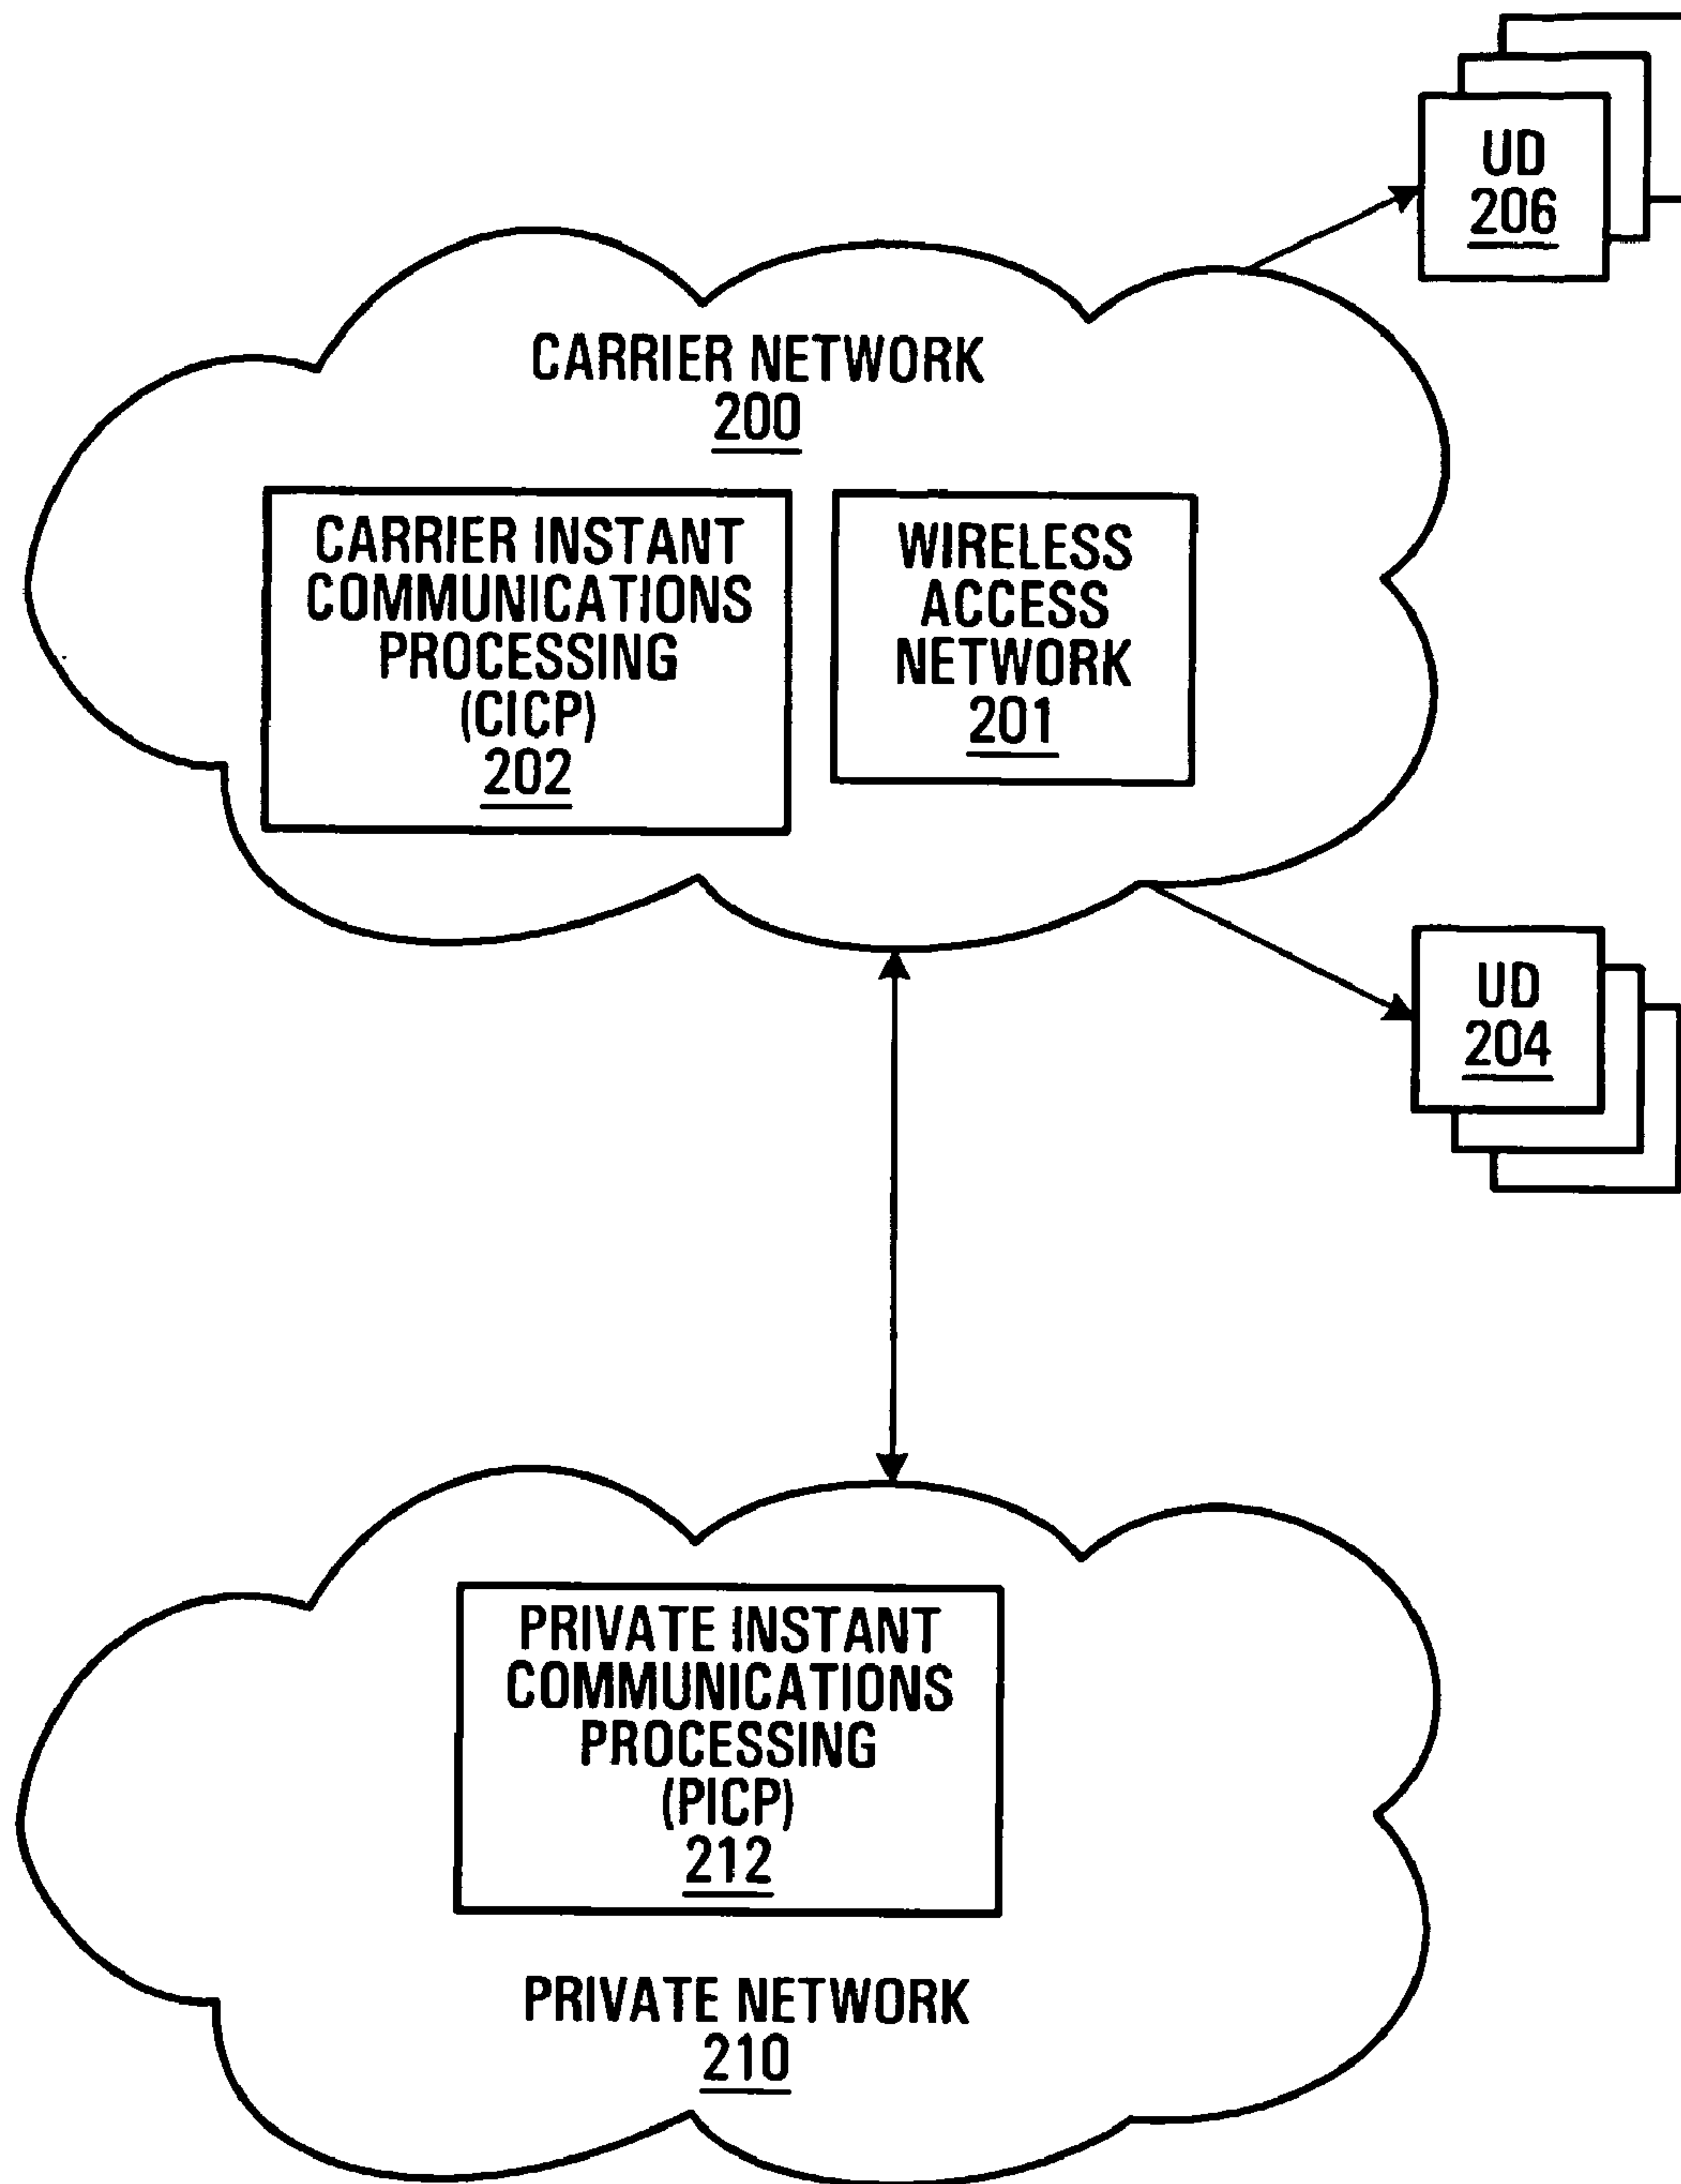 UD
206
CARRIER NETWORK
200
CARRIER INSTANT
COMMUNICATIONS
PROCESSING
(CICP)
202
WIRELESS
ACCESS
NETWORK
201
UD
204
PRIVATE INSTANT
COMMUNICATIONS
PROCESSING
(PICP)
212
PRIVATE NETWORK
210